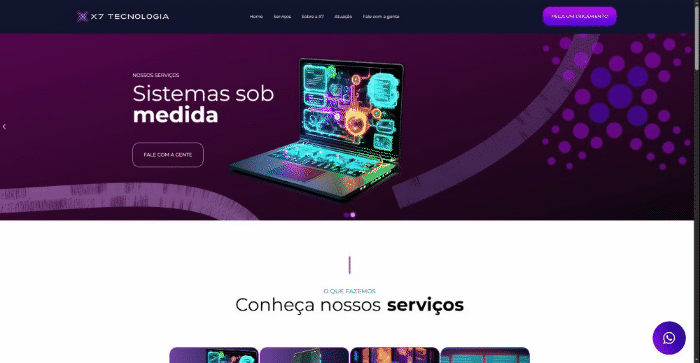 X7 TECNOLOGIA
Home Serviços Sobre a X7 Atuação Fale com a gente
PEÇA UM ORÇAMENTO
NOSSOS SERVIÇOS
Sistemas sob
medida
FALE COM A GENTE
O QUE FAZEMOS
Conheça nossos serviços